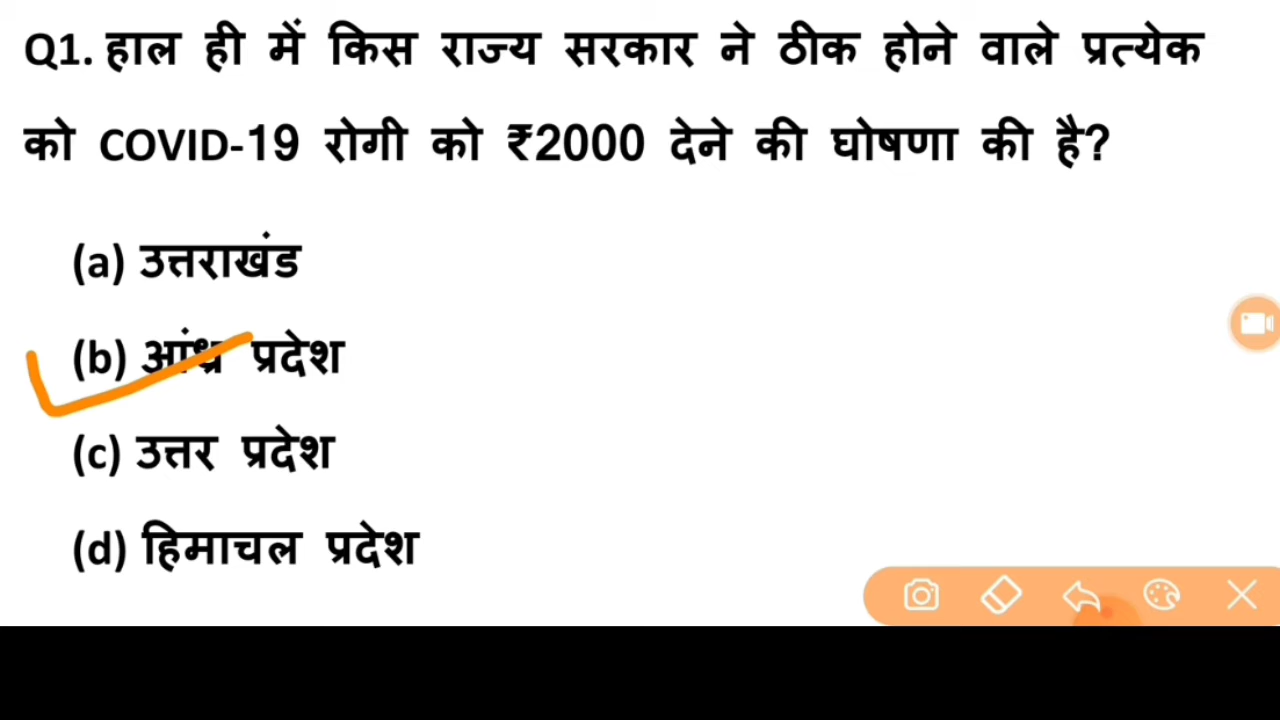 Q1. हाल ही में किस राज्य सरकार ने ठीक होने वाले प्रत्येक
को COVID-19 रोगी को ₹2000 देने की घोषणा की है?
(a) उत्तराखंड
(b) आंध्र प्रदेश
(c) उत्तर प्रदेश
(d) हिमाचल प्रदेश